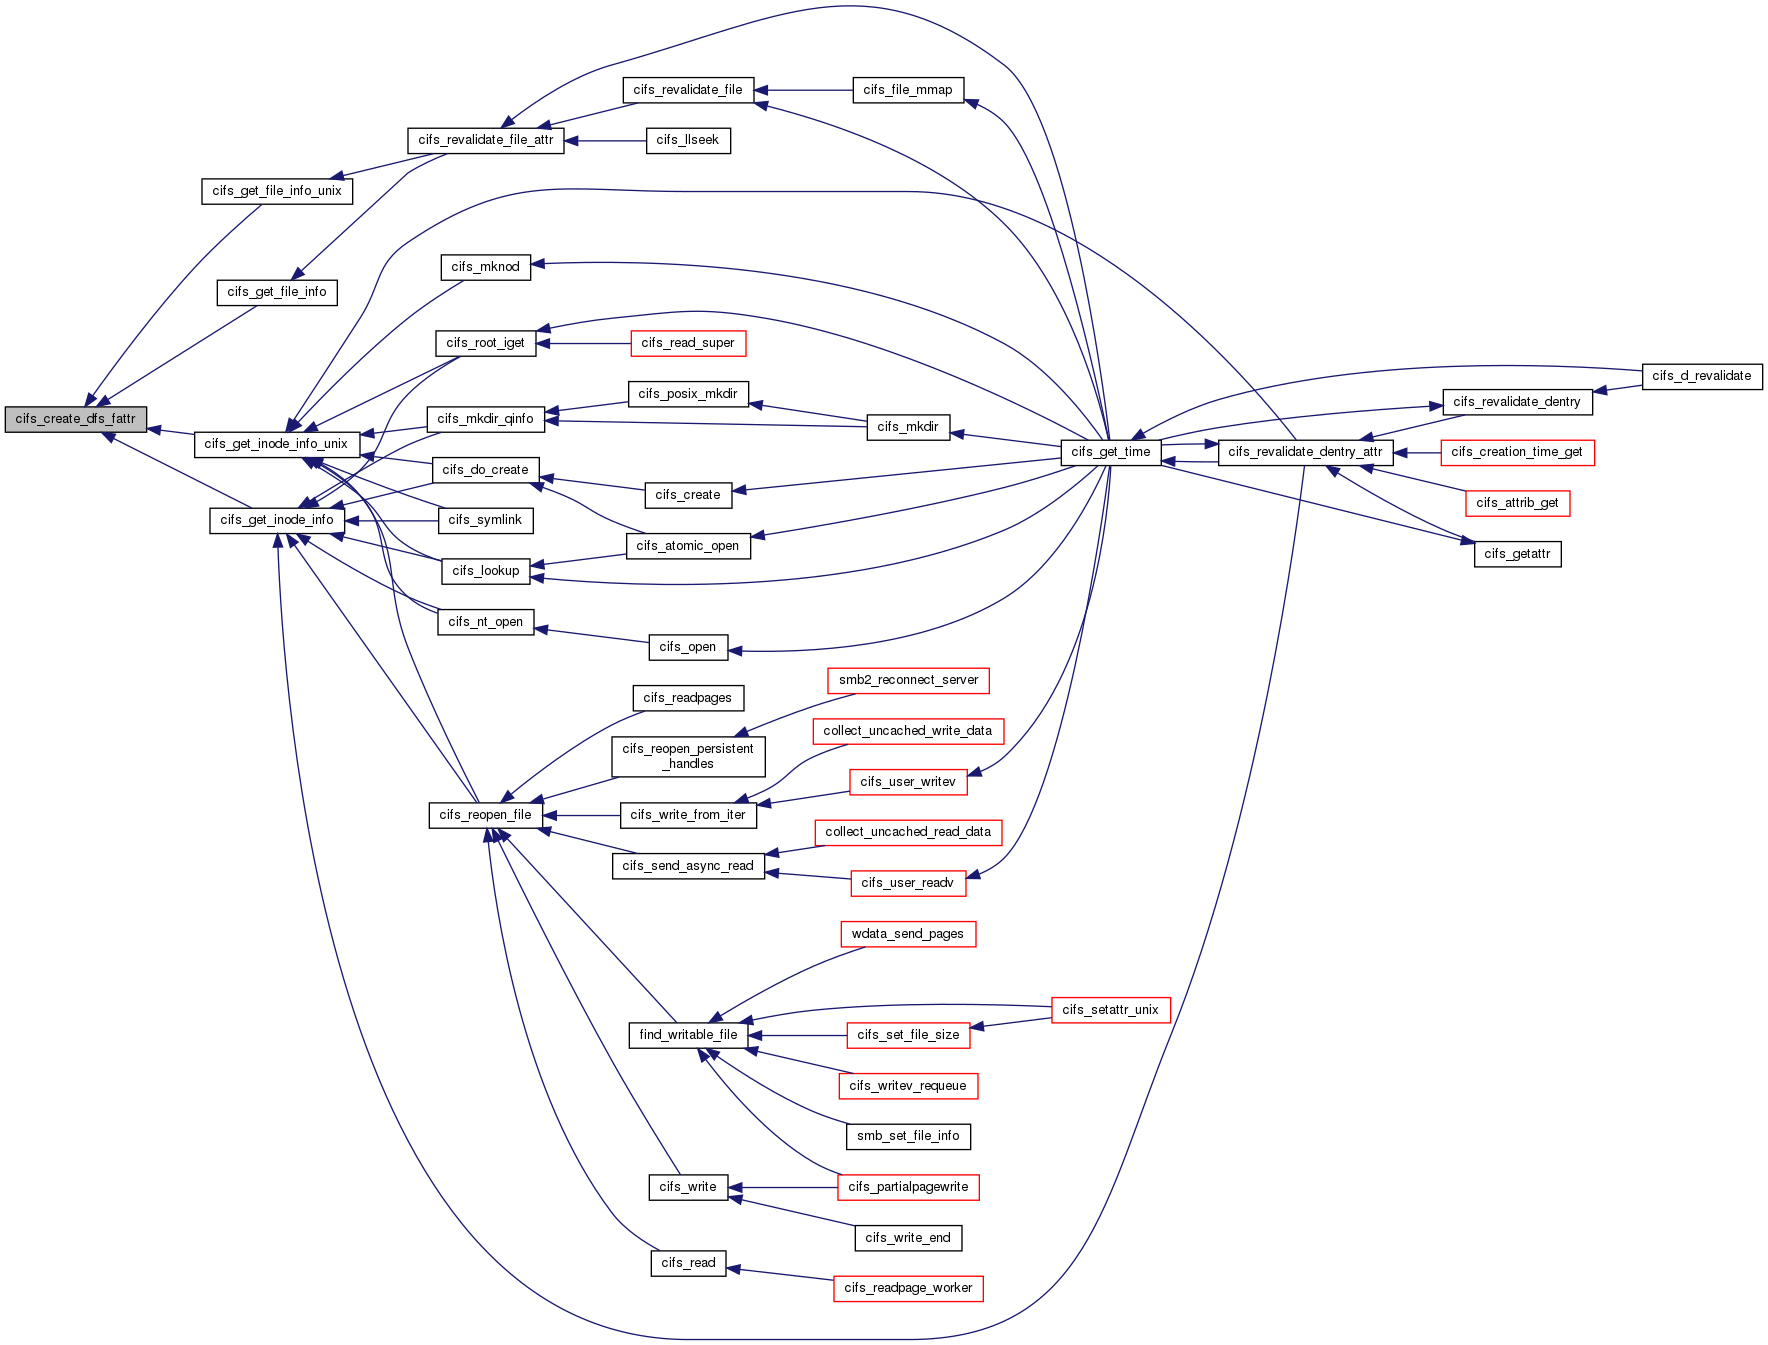 cifs_revalidate_file
cifs_file_mmap
cifs_revalidate_file_attr
cifs_llseek
cifs_get_file_info_unix
cifs_mknod
cifs_get_file_info
cifs_root_iget
cifs_read_super
cifs_d_revalidate
cifs_posix_mkdir
cifs_revalidate_dentry
cifs_create_dfs_fattr
cifs_mkdir_qinfo
cifs_mkdir
cifs_get_inode_info_unix
cifs_get_time
cifs_revalidate_dentry_attr
cifs_creation_time_get
cifs_do_create
cifs_create
cifs_attrib_get
cifs_get_inode_info
cifs_symlink
cifs_atomic_open
cifs_getattr
cifs_lookup
cifs_nt_open
cifs_open
smb2_reconnect_server
cifs_readpages
collect_uncached_write_data
cifs_reopen_persistent
_handles
cifs_user_writev
cifs_reopen_file
cifs_write_from_iter
collect_uncached_read_data
cifs_send_async_read
cifs_user_readv
wdata_send_pages
cifs_setattr_unix
find_writable_file
cifs_set_file_size
cifs_writev_requeue
smb_set_file_info
cifs_write
cifs_partialpagewrite
cifs_write_end
cifs_read
cifs_readpage_worker